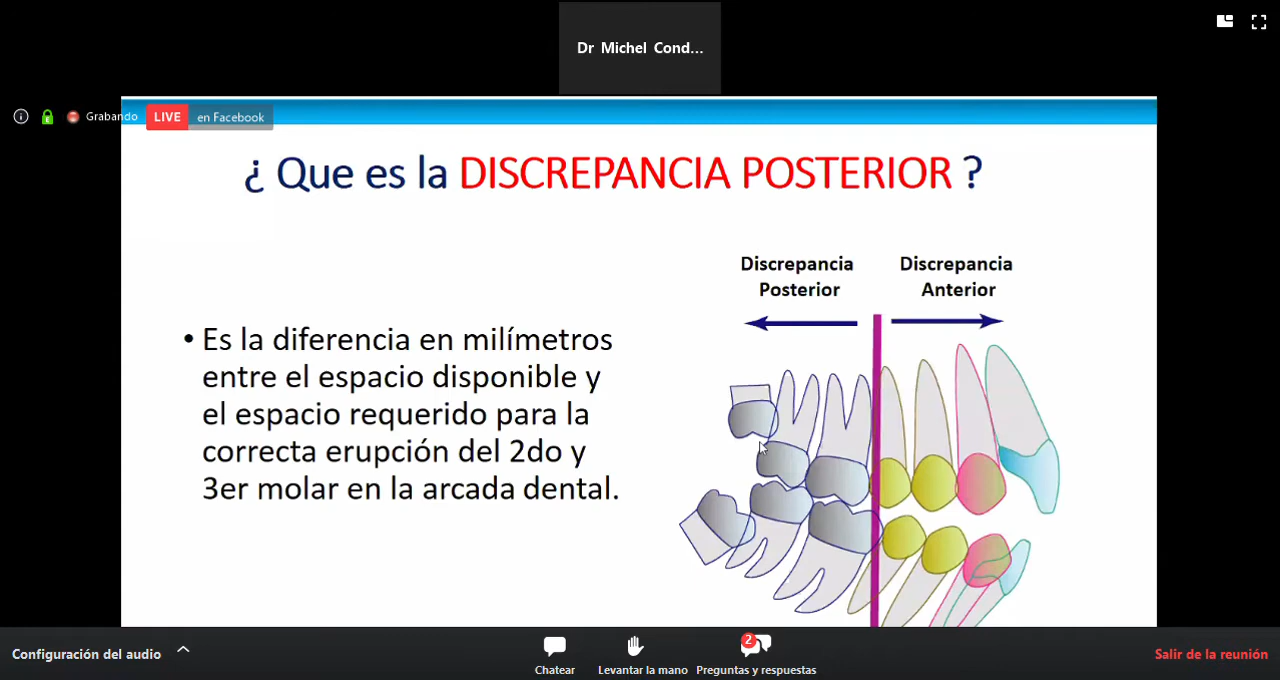 Dr Michel Cond...
Grabando
LIVE en Facebook
¿ Que es la DISCREPANCIA POSTERIOR ?
Discrepancia
Posterior
Discrepancia
Anterior
• Es la diferencia en milímetros
entre el espacio disponible y
el espacio requerido para la
correcta erupción del 2do y
3er molar en la arcada dental.
Configuración del audio
Chatear
Levantar la mano
2
Preguntas y respuestas
Salir de la reunión